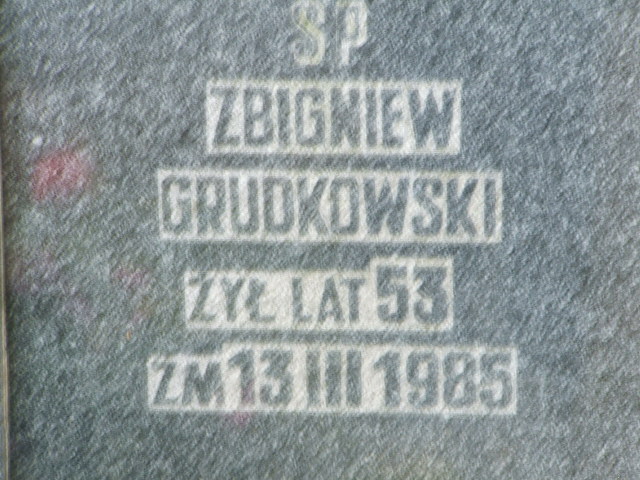 SP
ZBIGNIEW
GRUDKOWSKI
ŻYŁ LAT 53
ZM 13 III 1985